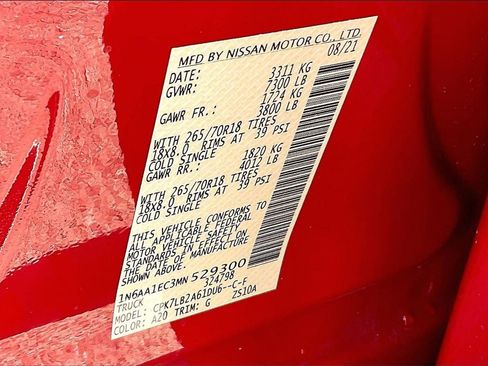 MFD BY NISSAN MOTOR CO., LTD.
DATE: 08/21
GVWR: 3311 KG
7300 LB
GAWR FR.: 1724 KG
3800 LB
WITH 265/70R18 TIRES
18X8.0 RIMS AT 39 PSI
COLD SINGLE
GAWR RR.: 1820 KG
4012 LB
WITH 265/70R18 TIRES
18X8.0 RIMS AT 39 PSI
COLD SINGLE
THIS VEHICLE CONFORMS TO
ALL APPLICABLE FEDERAL
MOTOR VEHICLE SAFETY
STANDARDS IN EFFECT ON
THE DATE OF MANUFACTURE
SHOWN ABOVE.
1N6AA1EC3MN529300
TRUCK 324798
MODEL: CPK7LB2A61DU6--C-F
COLOR: A20 TRIM: G ZS10A